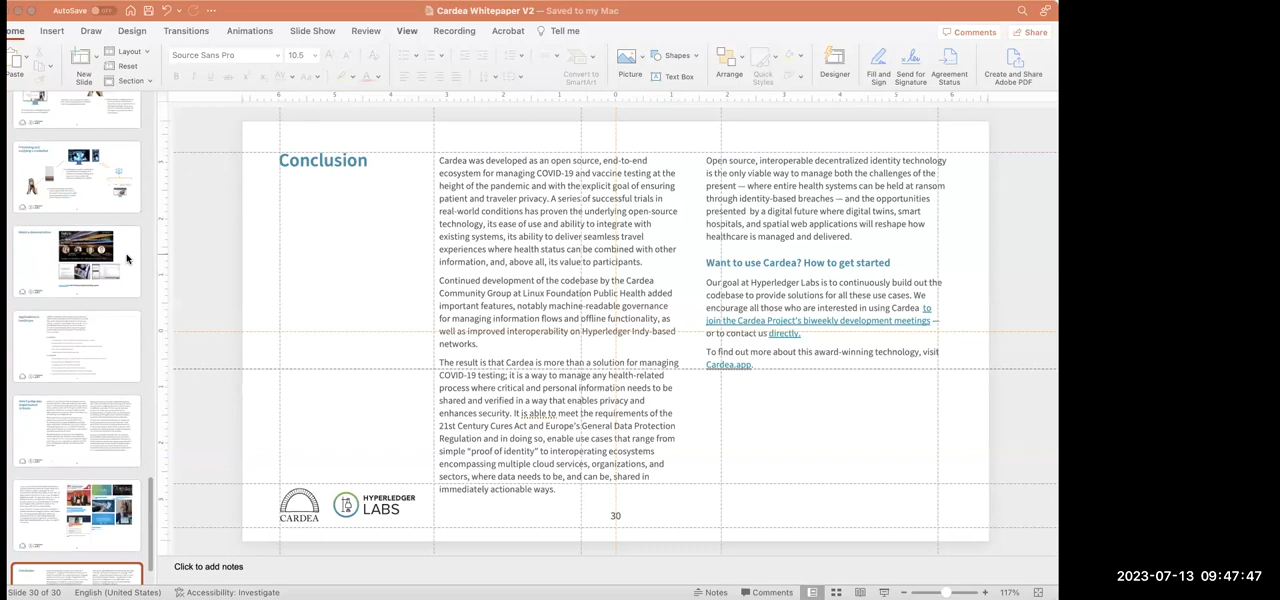 AutoSave OFF
Cardea Whitepaper V2 — Saved to my Mac
ome Insert Draw Design Transitions Animations Slide Show Review View Recording Acrobat Tell me Comments Share
Paste New Slide Layout Reset Section Source Sans Pro 10.5 Convert to SmartArt Picture Shapes Text Box Arrange Quick Styles Designer Fill and Sign Send for Signature Agreement Status Create and Share Adobe PDF
6 5 4 3 2 1 0 1 2 3 4 5 6
Conclusion
Cardea was developed as an open source, end-to-end
ecosystem for managing COVID-19 and vaccine testing at the
height of the pandemic and with the explicit goal of ensuring
patient and traveler privacy. A series of successful trials in
real-world conditions has proven the underlying open-source
technology, its ease of use and ability to integrate with
existing systems, its ability to deliver seamless travel
experiences where health status can be combined with other
information, and, above all, its value to participants.
Continued development of the codebase by the Cardea
Community Group at Linux Foundation Public Health added
important features, notably machine-readable governance
for managing information flows and offline functionality, as
well as improved interoperability on Hyperledger Indy-based
networks.
The result is that Cardea is more than a solution for managing
COVID-19 testing; it is a way to manage any health-related
process where critical and personal information needs to be
shared and verified in a way that enables privacy and
enhances security. It is able to meet the requirements of the
21st Century Cures Act and Europe's General Data Protection
Regulation and in doing so, enable use cases that range from
simple “proof of identity” to interoperating ecosystems
encompassing multiple cloud services, organizations, and
sectors, where data needs to be, and can be, shared in
immediately actionable ways.
Open source, interoperable decentralized identity technology
is the only viable way to manage both the challenges of the
present — where entire health systems can be held at ransom
through identity-based breaches — and the opportunities
presented by a digital future where digital twins, smart
hospitals, and spatial web applications will reshape how
healthcare is managed and delivered.
Want to use Cardea? How to get started
Our goal at Hyperledger Labs is to continuously build out the
codebase to provide solutions for all these use cases. We
encourage all those who are interested in using Cardea to
join the Cardea Project's biweekly development meetings —
or to contact us directly.
To find out more about this award-winning technology, visit
Cardea.app.
CARDEA
HYPERLEDGER
LABS
30
Click to add notes
Slide 30 of 30 English (United States) Accessibility: Investigate Notes Comments 117%
2023-07-13 09:47:47